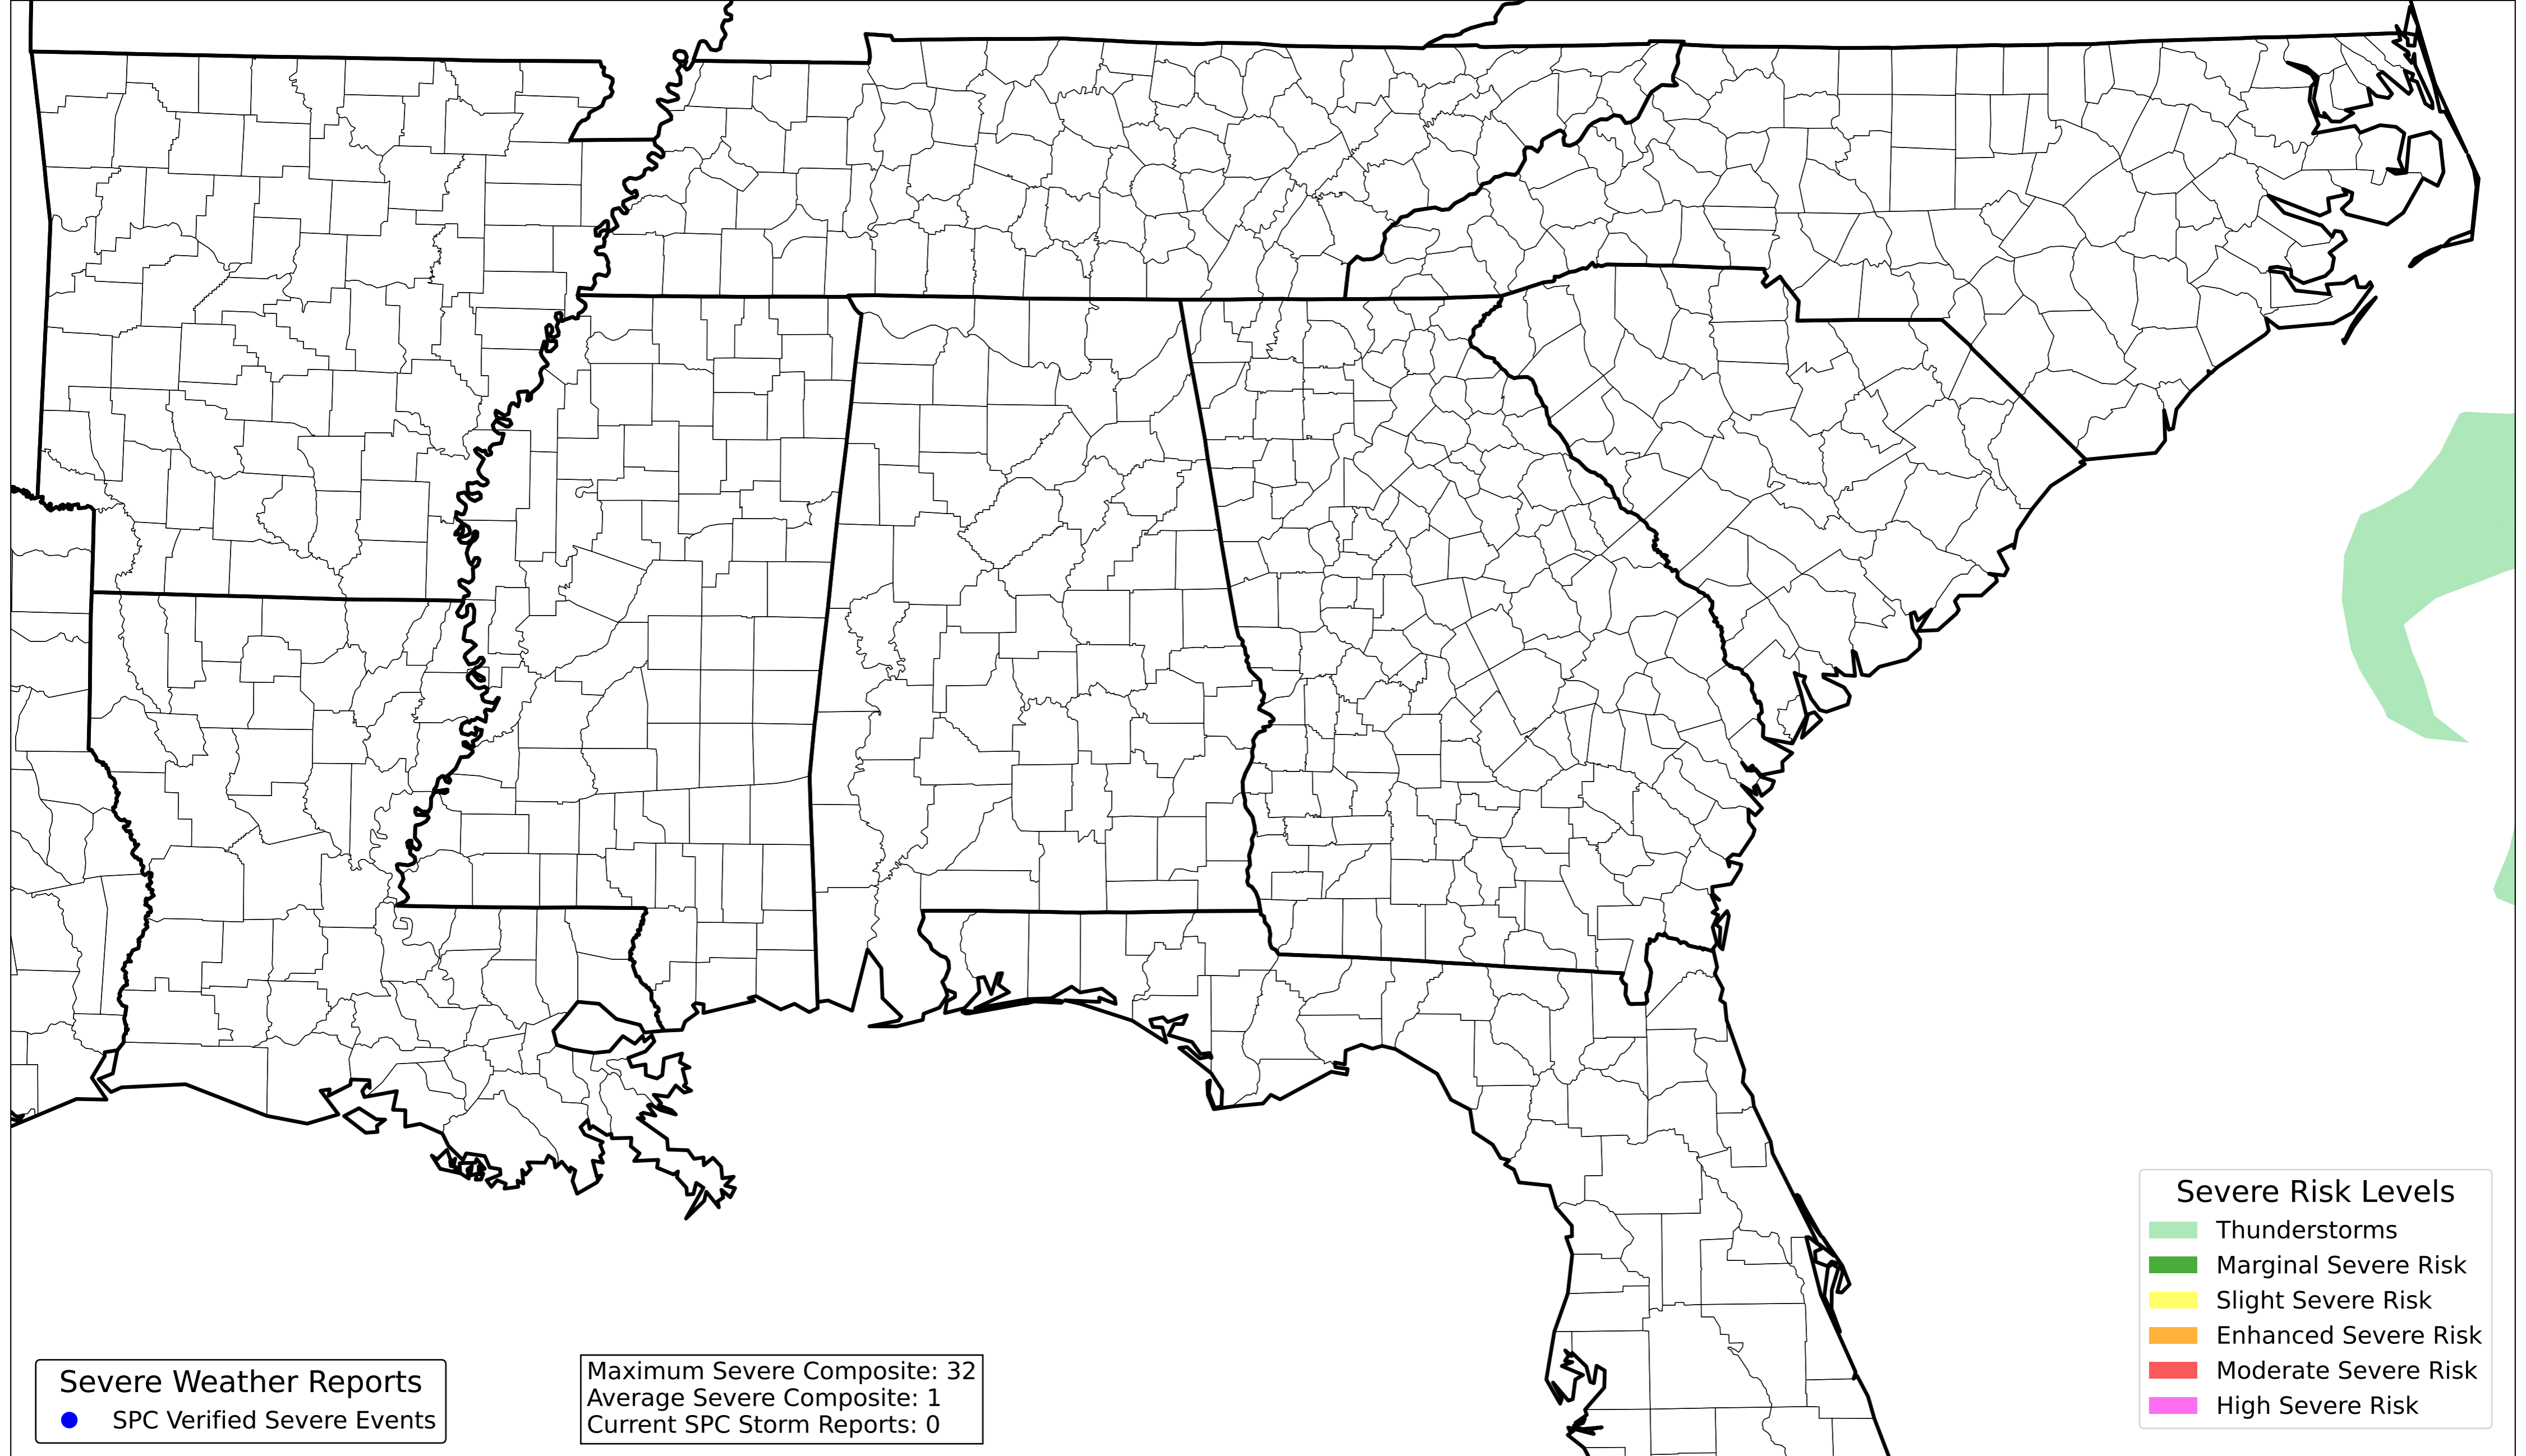 Severe Risk Levels
Thunderstorms
Marginal Severe Risk
Slight Severe Risk
Enhanced Severe Risk
Moderate Severe Risk
High Severe Risk
Severe Weather Reports
SPC Verified Severe Events
Maximum Severe Composite: 32
Average Severe Composite: 1
Current SPC Storm Reports: 0